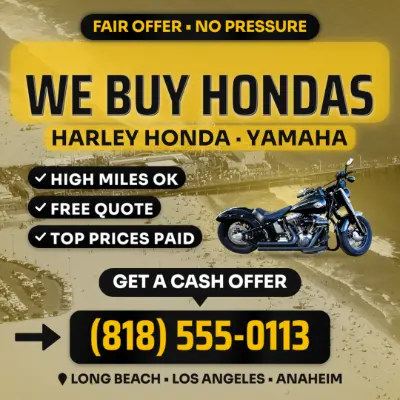 FAIR OFFER ▪ NO PRESSURE
WE BUY HONDAS
HARLEY HONDA · YAMAHA
✓ HIGH MILES OK
✓ FREE QUOTE
✓ TOP PRICES PAID
GET A CASH OFFER
(818) 555-0113
LONG BEACH ▪ LOS ANGELES ▪ ANAHEIM